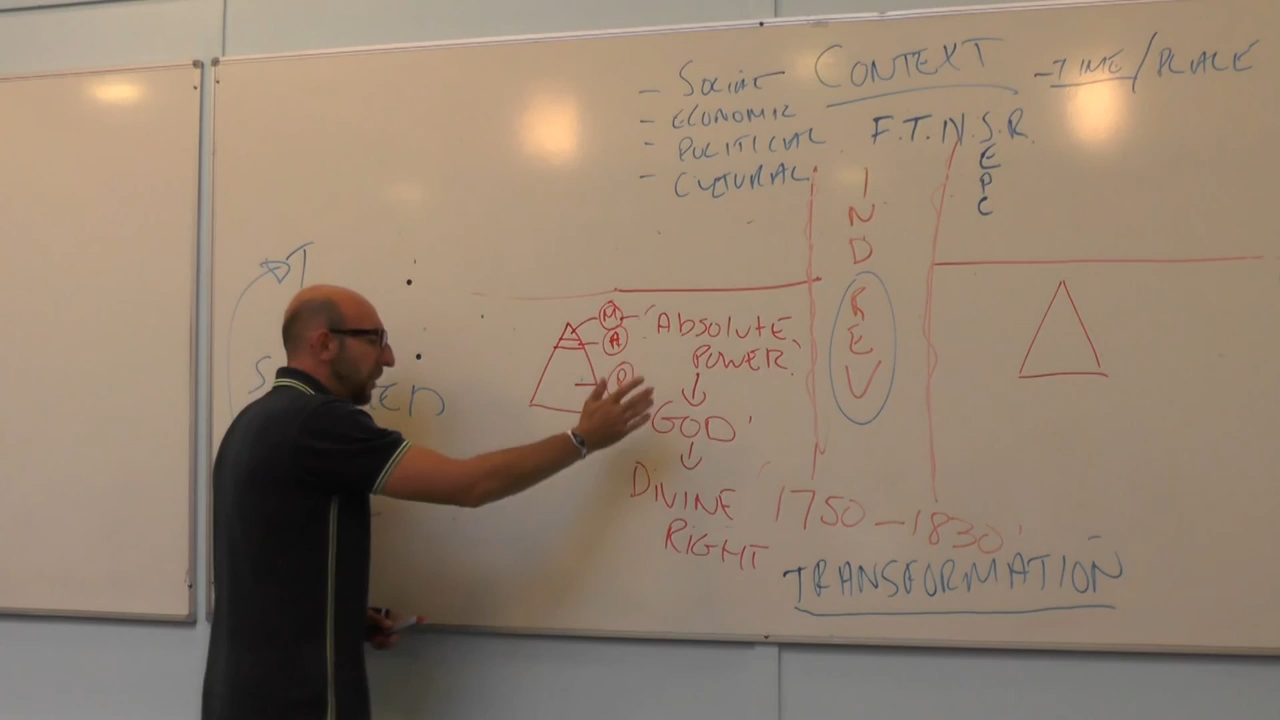 CONTEXT
- TIME/PLACE
- SOCIAL
- ECONOMIC
- POLITICAL
- CULTURAL
F.T.N.S.R.
E
P
C
I
N
D
R
E
V
T
M - 'ABSOLUTE
A
POWER'
P
'GOD'
DIVINE
RIGHT
1750-1830'
TRANSFORMATION